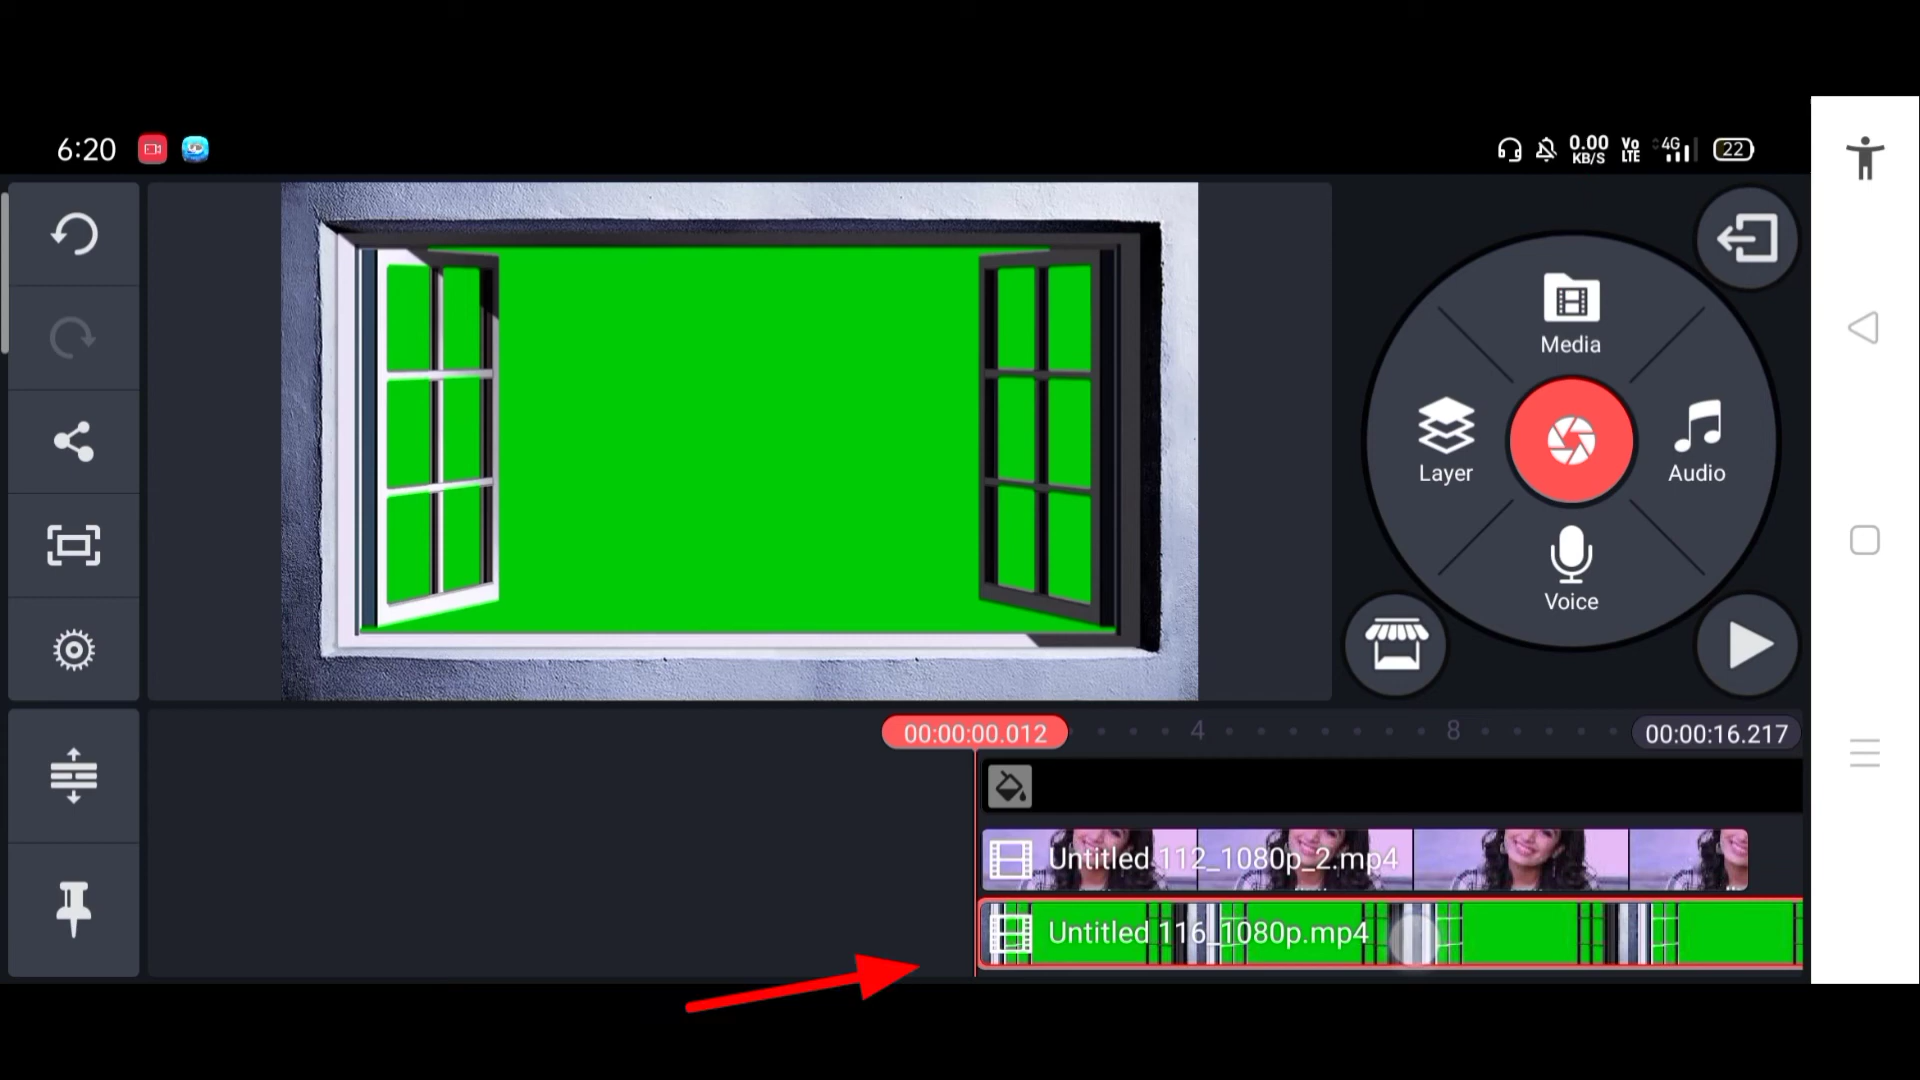 6:20
0.00 KB/S Vo LTE 4G 22
Media
Layer
Audio
Voice
00:00:00.012 4 8 00:00:16.217
Untitled 112_1080p_2.mp4
Untitled 116_1080p.mp4